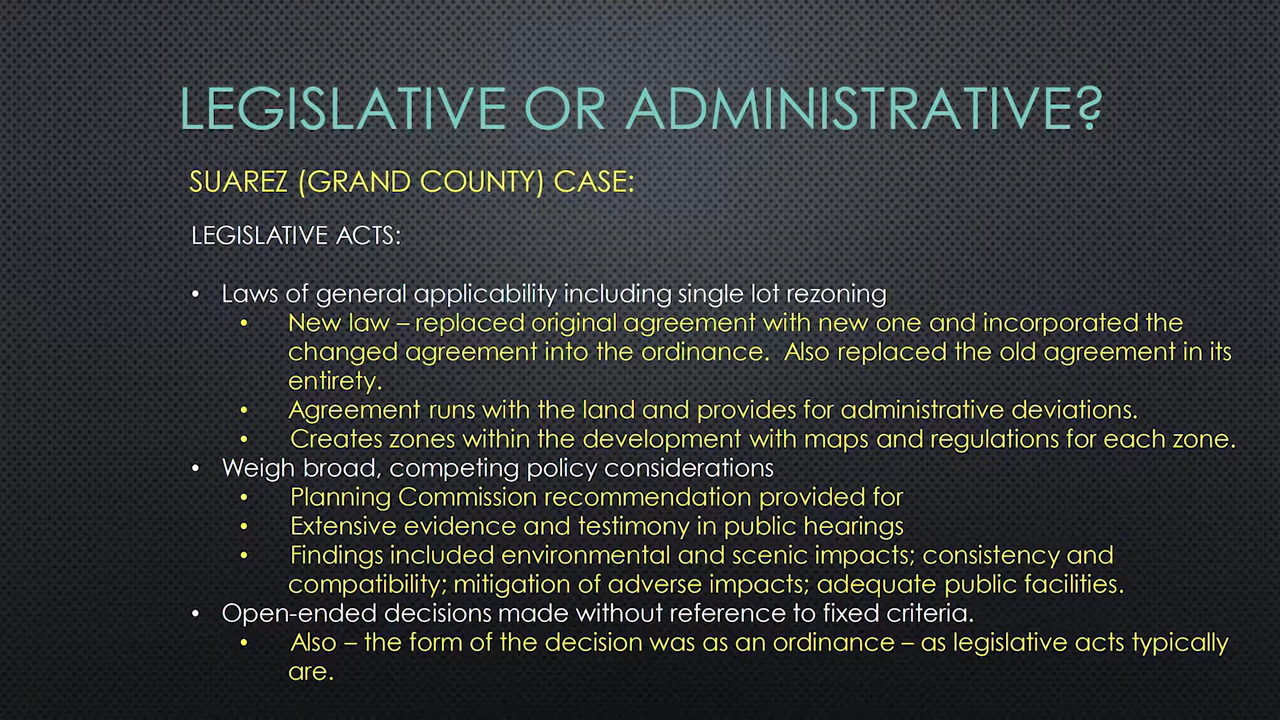 LEGISLATIVE OR ADMINISTRATIVE?
SUAREZ (GRAND COUNTY) CASE:
LEGISLATIVE ACTS:
• Laws of general applicability including single lot rezoning
• New law – replaced original agreement with new one and incorporated the
changed agreement into the ordinance. Also replaced the old agreement in its
entirety.
• Agreement runs with the land and provides for administrative deviations.
• Creates zones within the development with maps and regulations for each zone.
• Weigh broad, competing policy considerations
• Planning Commission recommendation provided for
• Extensive evidence and testimony in public hearings
• Findings included environmental and scenic impacts; consistency and
compatibility; mitigation of adverse impacts; adequate public facilities.
• Open-ended decisions made without reference to fixed criteria.
• Also – the form of the decision was as an ordinance – as legislative acts typically
are.